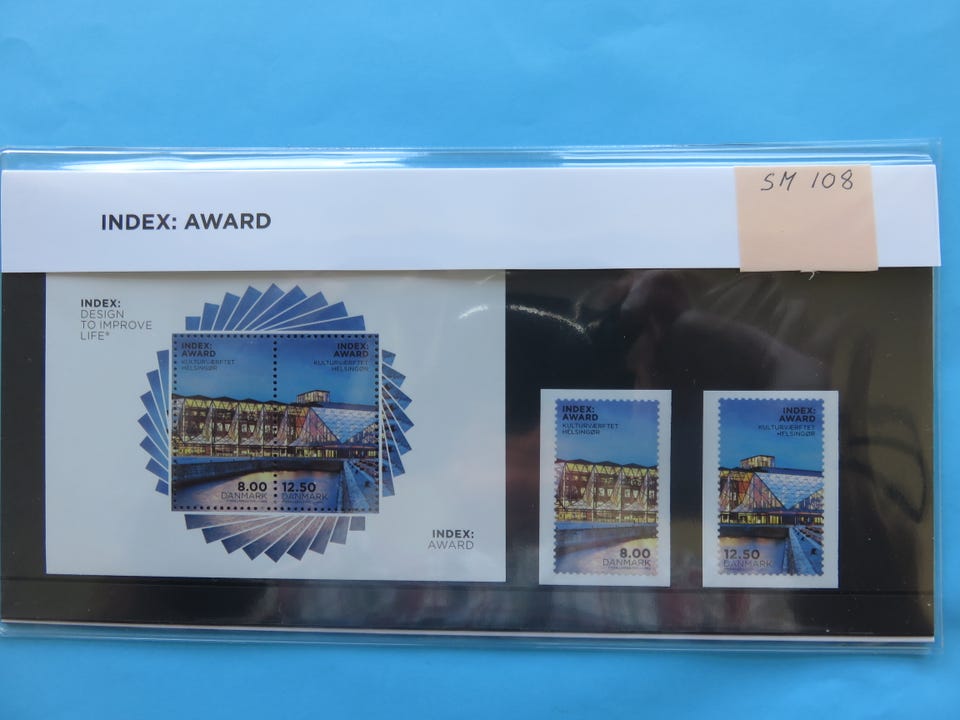 SM 108
INDEX: AWARD
INDEX:
DESIGN
TO IMPROVE
LIFE®
INDEX:
AWARD
KULTURVÆRFTET
HELSINGØR
INDEX:
AWARD
KULTURVÆRFTET
HELSINGØR
8.00
DANMARK
12.50
DANMARK
INDEX:
AWARD
INDEX:
AWARD
KULTURVÆRFTET
HELSINGØR
8.00
DANMARK
INDEX:
AWARD
KULTURVÆRFTET
HELSINGØR
12.50
DANMARK